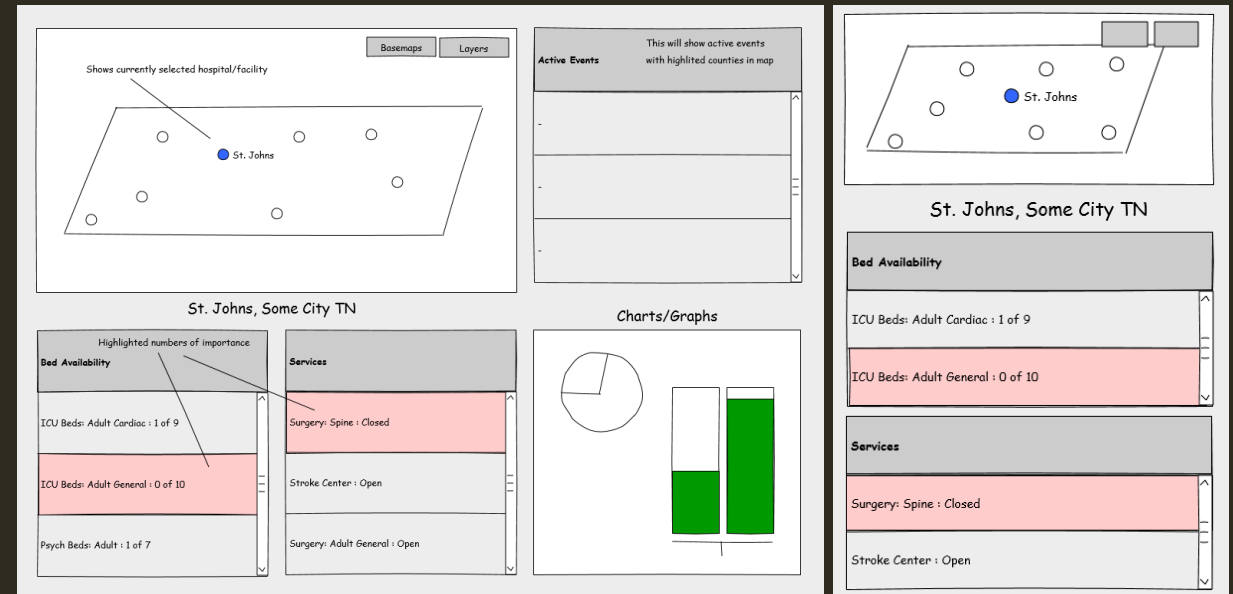 Basemaps
Layers
Shows currently selected hospital/facility
St. Johns
Active Events
This will show active events
with highlited counties in map
-
-
-
St. Johns, Some City TN
Highlighted numbers of importance
Bed Availability
ICU Beds: Adult Cardiac : 1 of 9
ICU Beds: Adult General : 0 of 10
Psych Beds: Adult : 1 of 7
Services
Surgery: Spine : Closed
Stroke Center : Open
Surgery: Adult General : Open
Charts/Graphs
St. Johns
St. Johns, Some City TN
Bed Availability
ICU Beds: Adult Cardiac : 1 of 9
ICU Beds: Adult General : 0 of 10
Services
Surgery: Spine : Closed
Stroke Center : Open